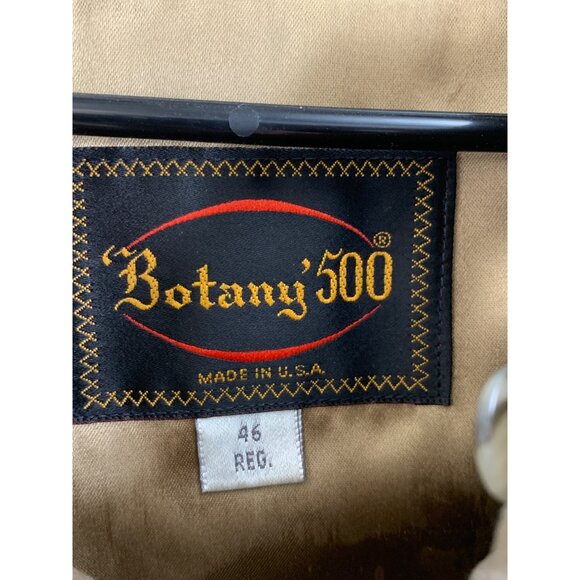 'Botany' 500®
MADE IN U.S.A.
46
REG.